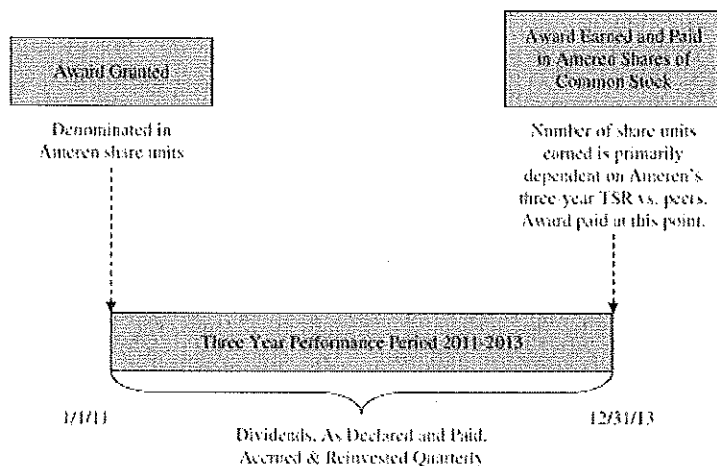 Award Granted
Denominated in
Ameren share units
Award Earned and Paid
in Ameren Shares of
Common Stock
Number of share units
earned is primarily
dependent on Ameren's
three-year TSR vs. peers.
Award paid at this point.
Three Year Performance Period 2011-2013
1/1/11
12/31/13
Dividends, As Declared and Paid,
Accrued & Reinvested Quarterly